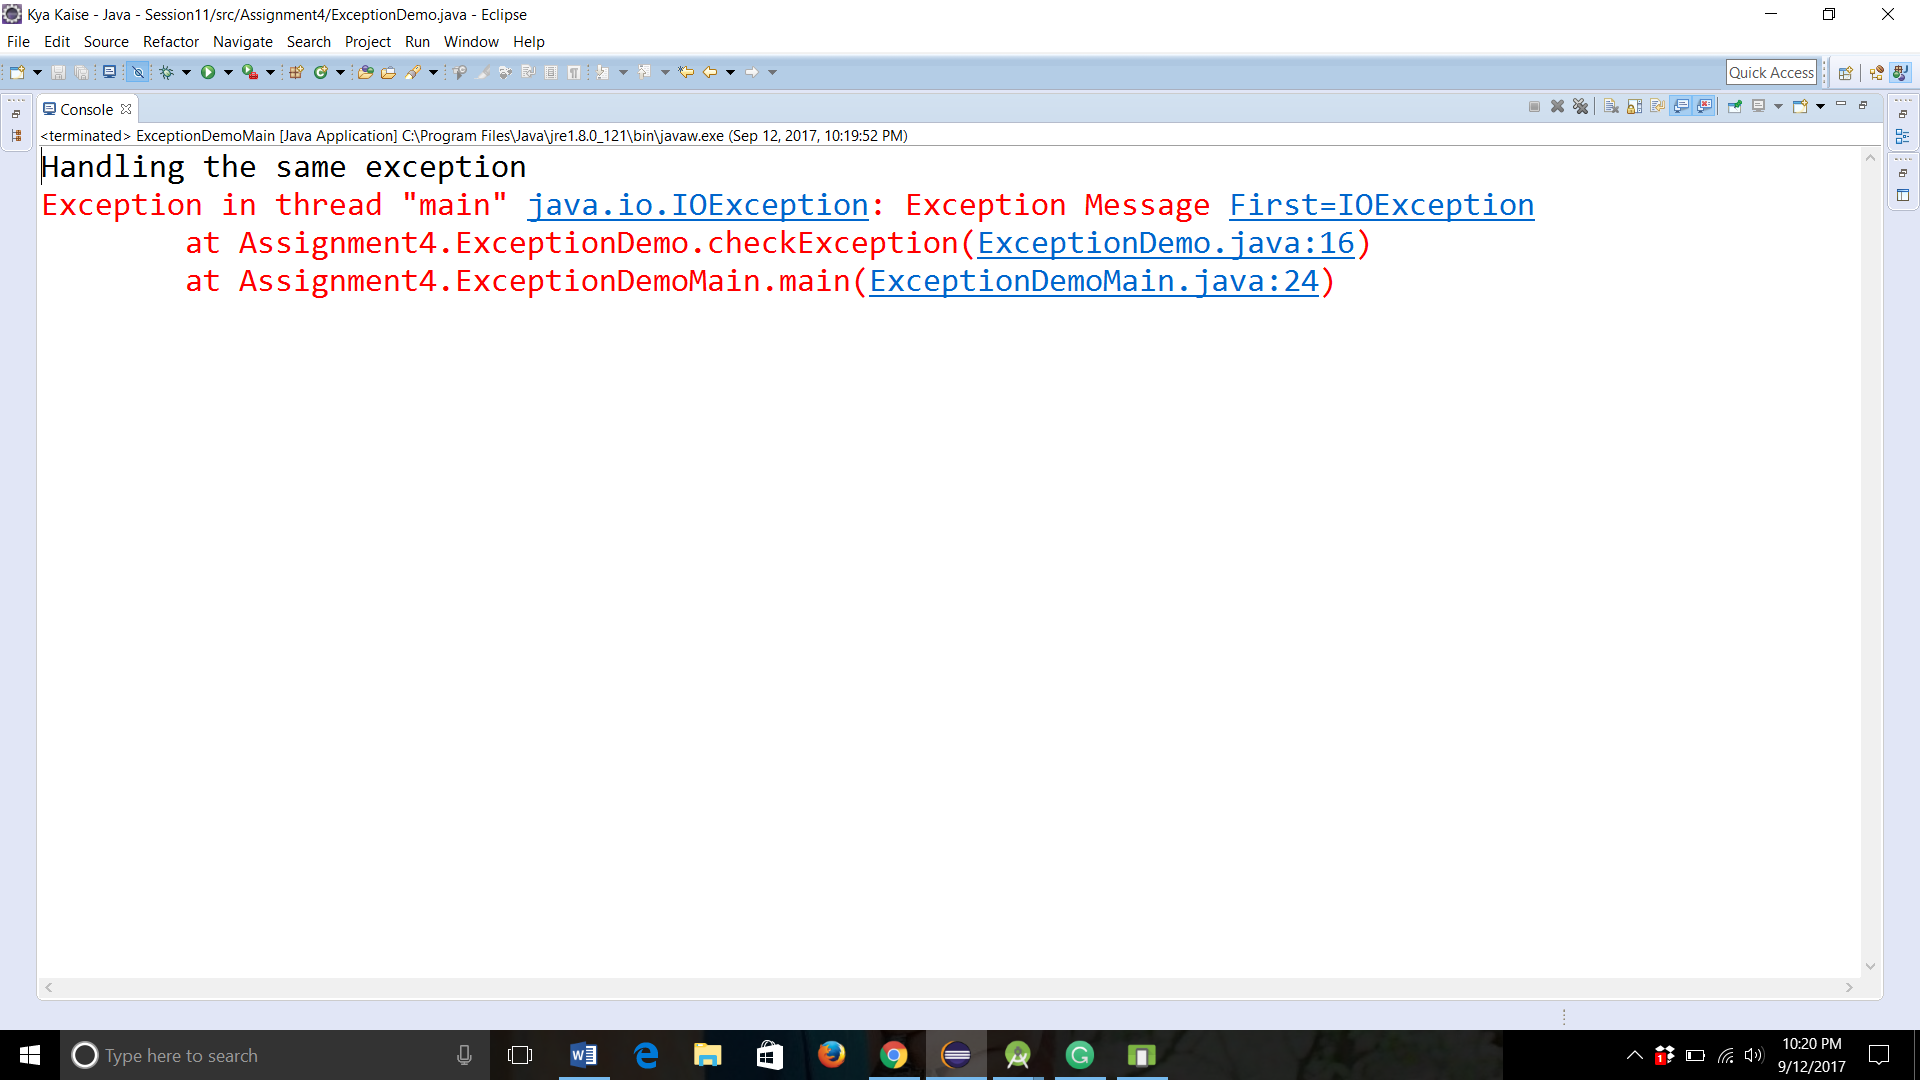 Kya Kaise - Java - Session11/src/Assignment4/ExceptionDemo.java - Eclipse
File Edit Source Refactor Navigate Search Project Run Window Help
Quick Access
Console
<terminated> ExceptionDemoMain [Java Application] C:\Program Files\Java\jre1.8.0_121\bin\javaw.exe (Sep 12, 2017, 10:19:52 PM)
Handling the same exception
Exception in thread "main" java.io.IOException: Exception Message First=IOException
at Assignment4.ExceptionDemo.checkException(ExceptionDemo.java:16)
at Assignment4.ExceptionDemoMain.main(ExceptionDemoMain.java:24)
Type here to search
10:20 PM
9/12/2017